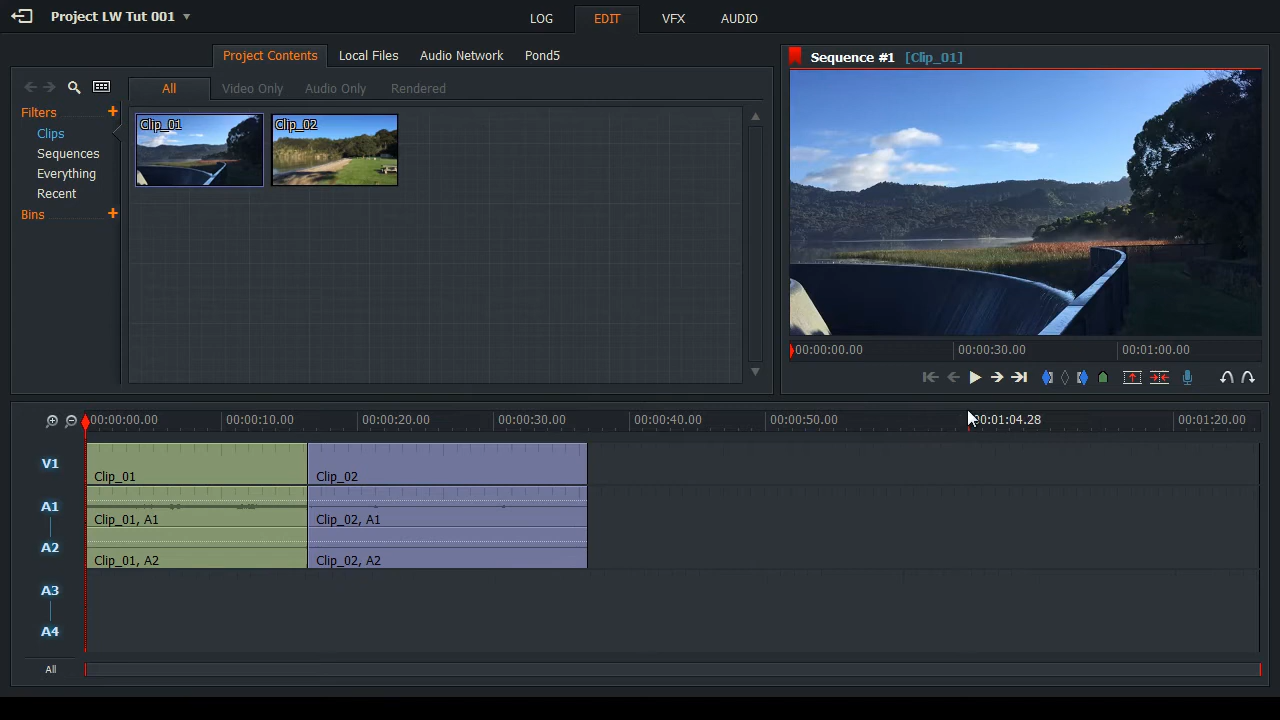 Project LW Tut 001
LOG EDIT VFX AUDIO
Project Contents Local Files Audio Network Pond5
Sequence #1 [Clip_01]
All Video Only Audio Only Rendered
Filters +
Clips
Sequences
Everything
Recent
Bins +
Clip_01 Clip_02
00:00:00.00 00:00:30.00 00:01:00.00
00:00:00.00 00:00:10.00 00:00:20.00 00:00:30.00 00:00:40.00 00:00:50.00 00:01:04.28 00:01:20.00
V1
Clip_01 Clip_02
A1
Clip_01, A1 Clip_02, A1
A2
Clip_01, A2 Clip_02, A2
A3
A4
All